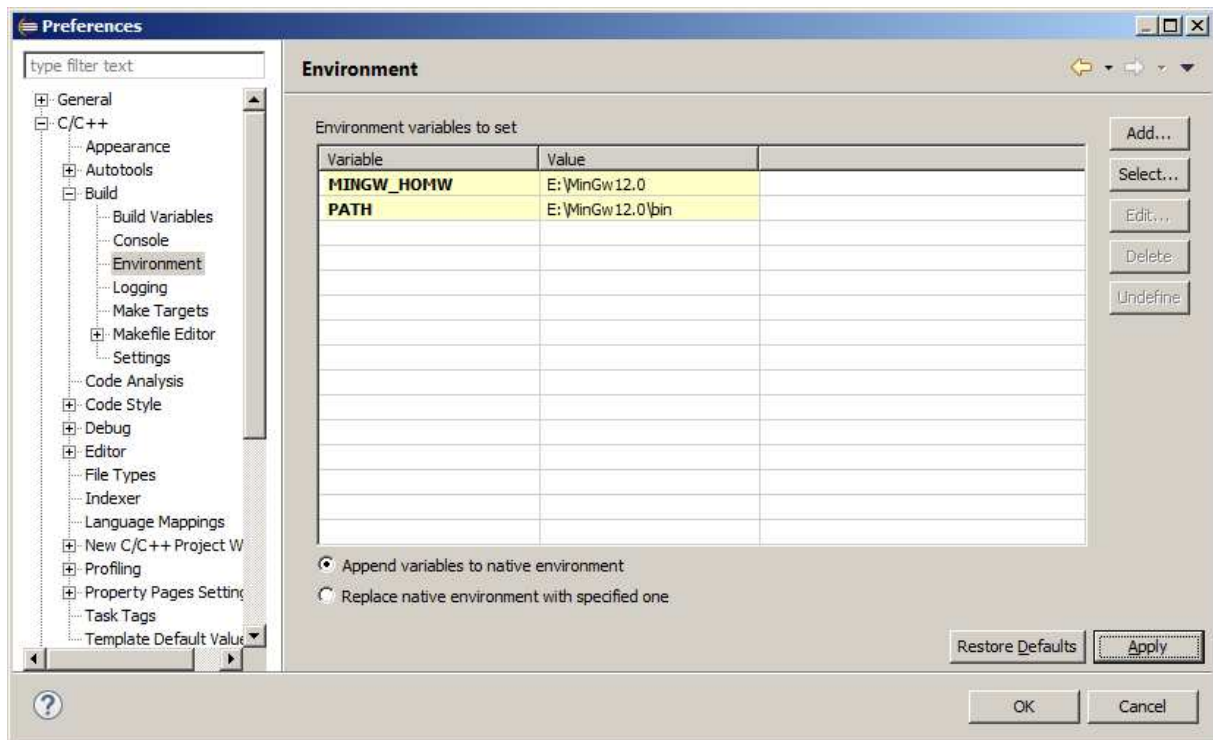 Preferences
type filter text
General
C/C++
Appearance
Autotools
Build
Build Variables
Console
Environment
Logging
Make Targets
Makefile Editor
Settings
Code Analysis
Code Style
Debug
Editor
File Types
Indexer
Language Mappings
New C/C++ Project W
Profiling
Property Pages Setting
Task Tags
Template Default Value
Environment
Environment variables to set
Variable Value
MINGW_HOMW E:\MinGw12.0
PATH E:\MinGw12.0\bin
Add...
Select...
Edit...
Delete
Undefine
Append variables to native environment
Replace native environment with specified one
Restore Defaults Apply
? OK Cancel